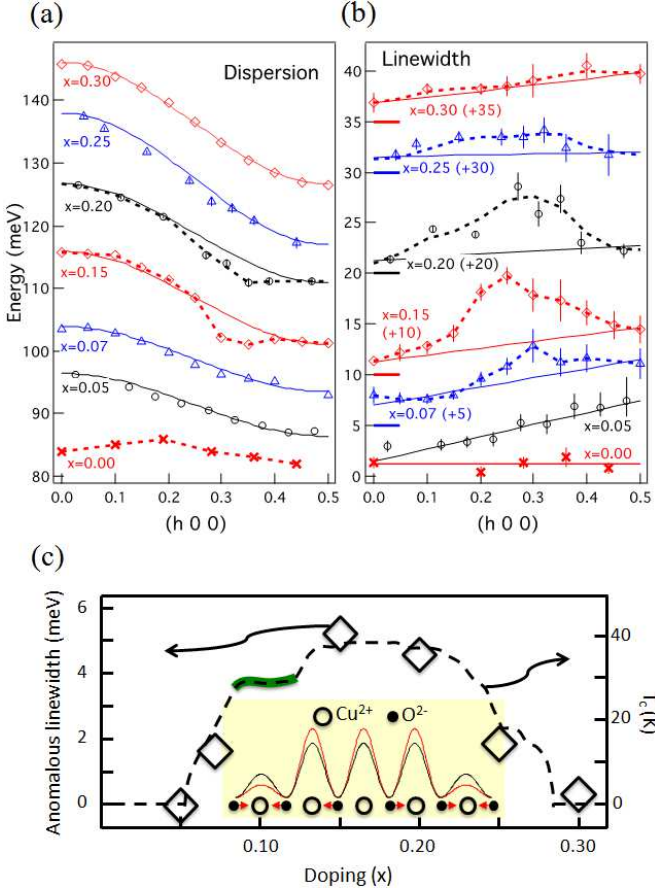 (a)
(b)
Dispersion
x=0.30
x=0.25
x=0.20
x=0.15
x=0.07
x=0.05
x=0.00
Energy (meV)
140
130
120
110
100
90
80
0.0 0.1 0.2 0.3 0.4 0.5
(h 0 0)
Linewidth
x=0.30 (+35)
x=0.25 (+30)
x=0.20 (+20)
x=0.15
(+10)
x=0.07 (+5)
x=0.05
x=0.00
40
35
30
25
20
15
10
5
0
0.0 0.1 0.2 0.3 0.4 0.5
(h 0 0)
(c)
Anomalous linewidth (meV)
6
4
2
0
Cu²⁺ O²⁻
40
20
0
T꜀(K)
0.10 0.15 0.20 0.30
Doping (x)